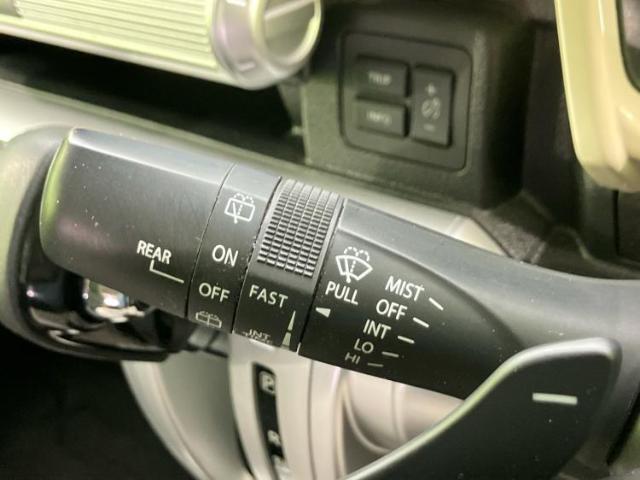 TRIP
INFO
+
-
REAR
ON
OFF
FAST
INT
PULL
MIST
OFF
INT
LO
HI
P
R